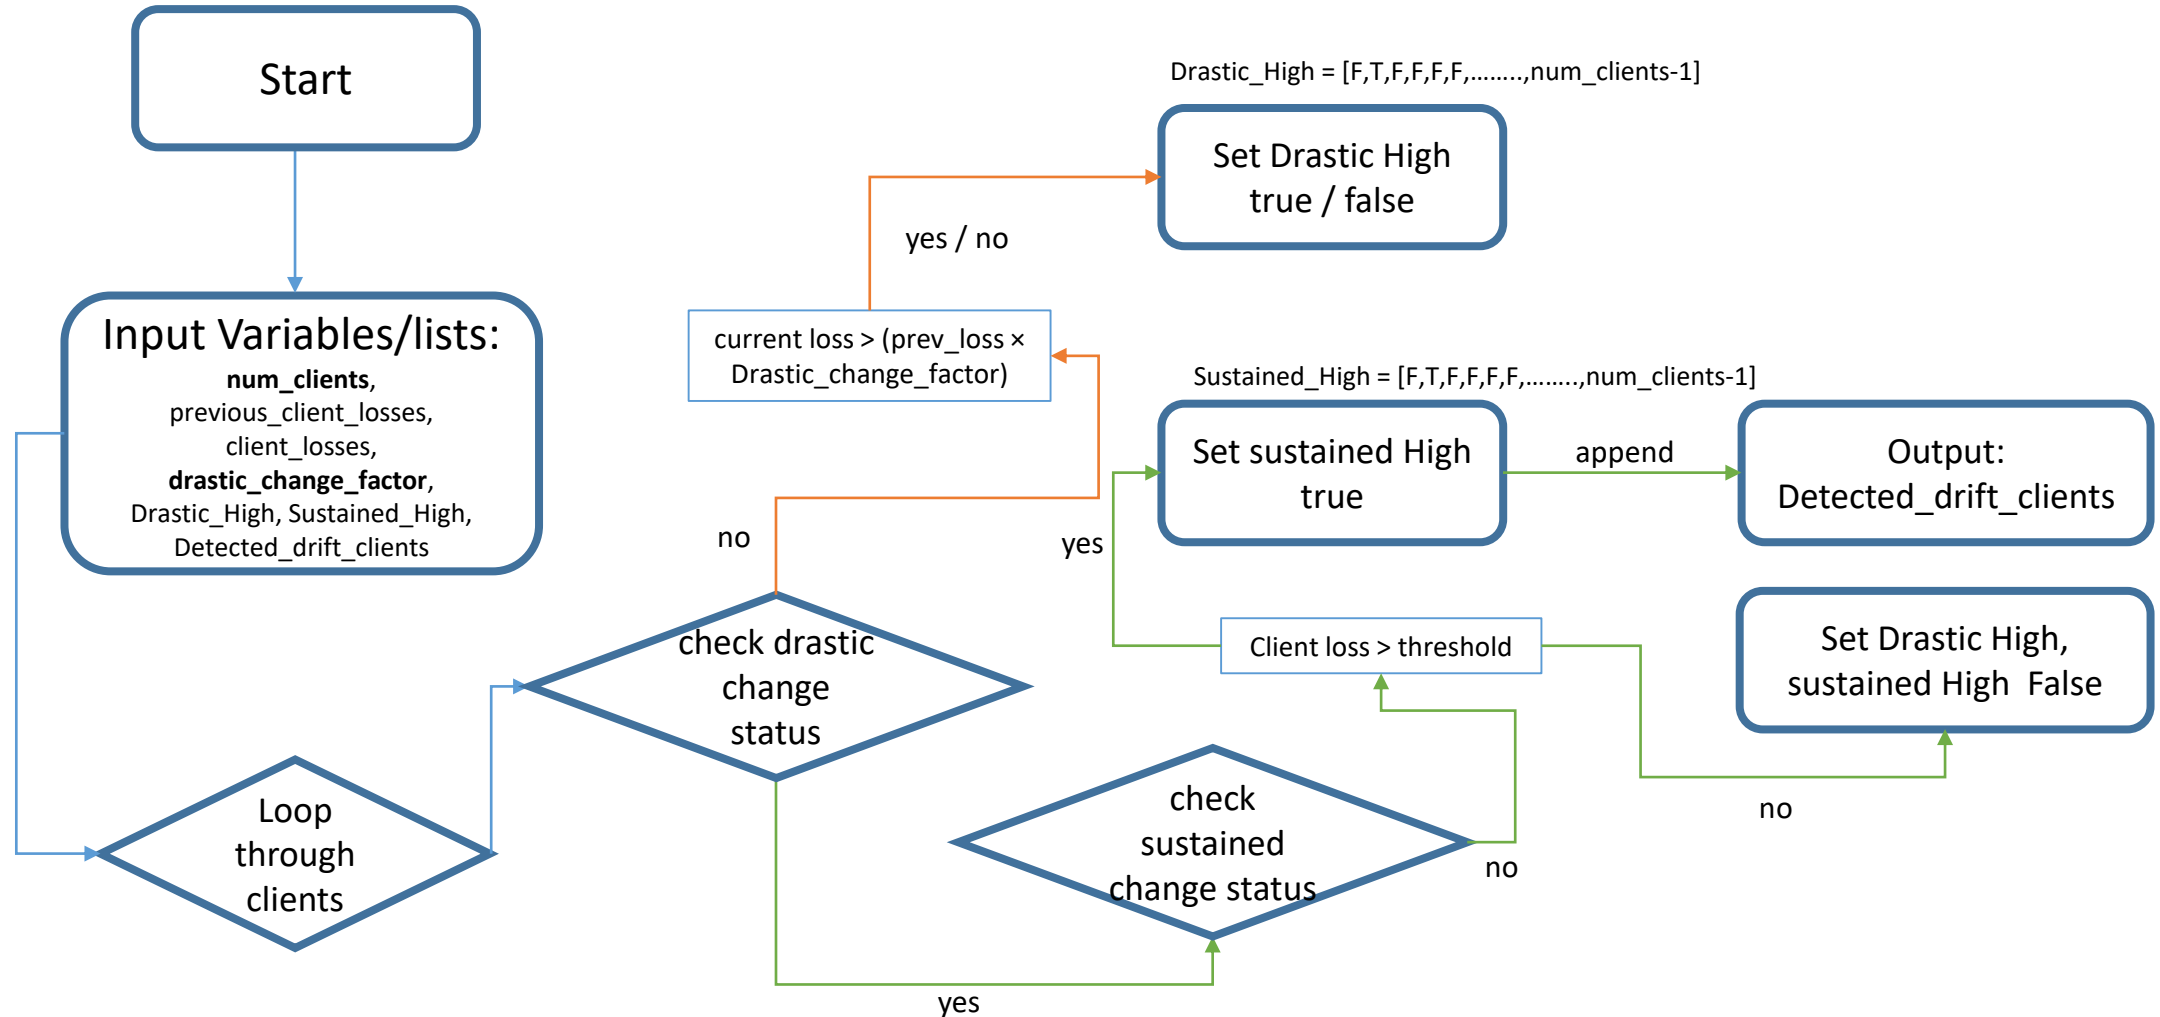 Start
Input Variables/lists:
num_clients,
previous_client_losses,
client_losses,
drastic_change_factor,
Drastic_High, Sustained_High,
Detected_drift_clients
Loop
through
clients
check drastic
change
status
no
yes
current loss > (prev_loss ×
Drastic_change_factor)
yes / no
Drastic_High = [F,T,F,F,F,F,……..,num_clients-1]
Set Drastic High
true / false
check
sustained
change status
no
Client loss > threshold
yes
no
Sustained_High = [F,T,F,F,F,F,……..,num_clients-1]
Set sustained High
true
append
Output:
Detected_drift_clients
Set Drastic High,
sustained High  False